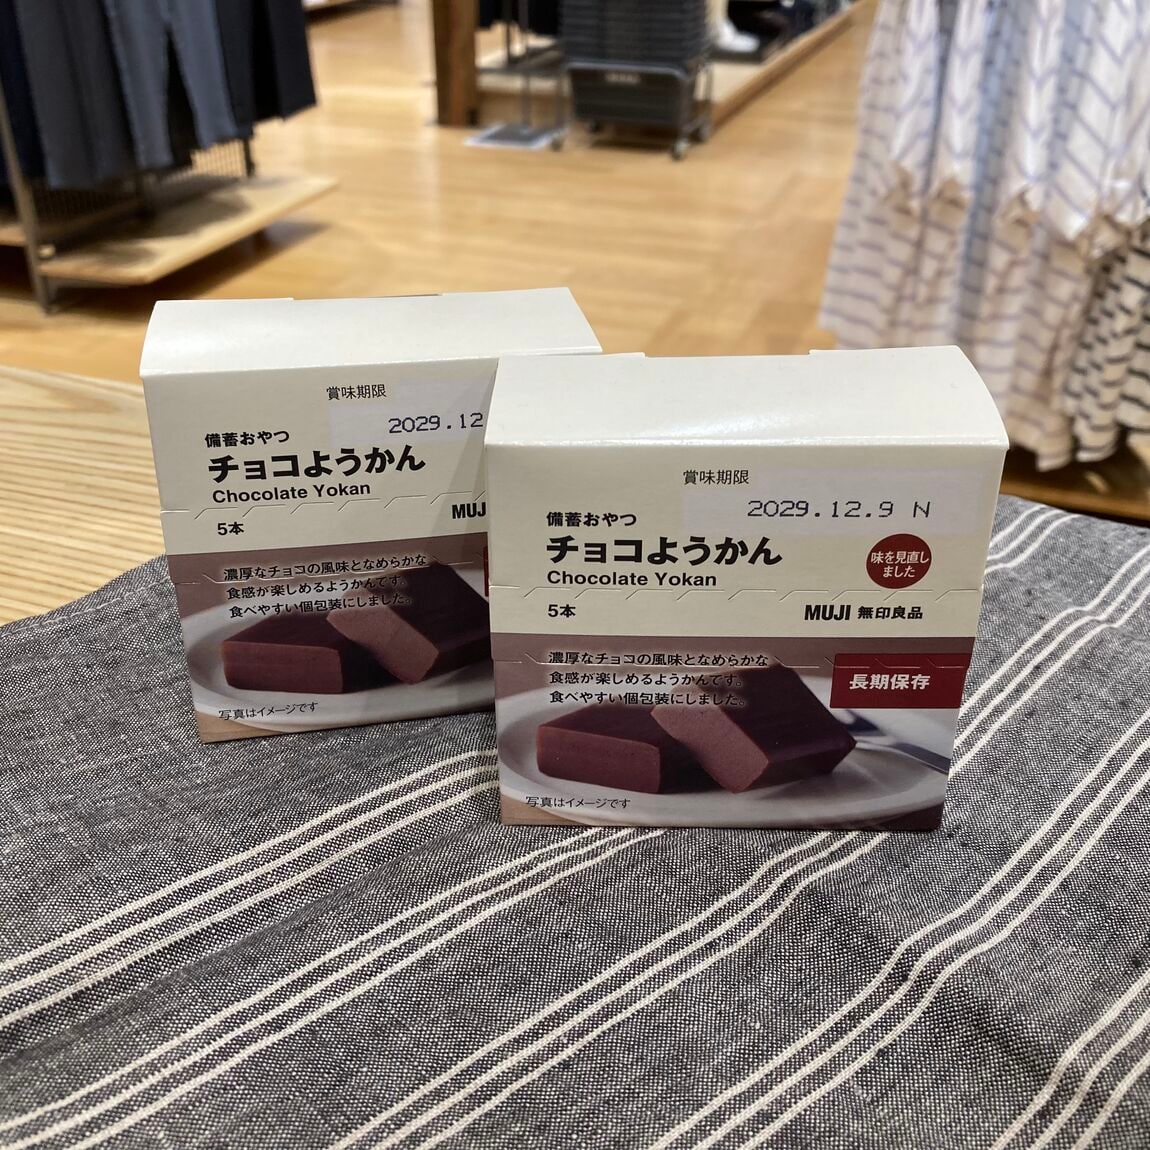 賞味期限
2029.12
備蓄おやつ
チョコようかん
Chocolate Yokan
5本
MUJ
濃厚なチョコの風味となめらかな
食感が楽しめるようかんです。
食べやすい個包装にしました。
写真はイメージです
賞味期限
2029.12.9 N
備蓄おやつ
チョコようかん
Chocolate Yokan
味を見直し
ました
5本
MUJI 無印良品
濃厚なチョコの風味となめらかな
食感が楽しめるようかんです。
食べやすい個包装にしました。
長期保存
写真はイメージです